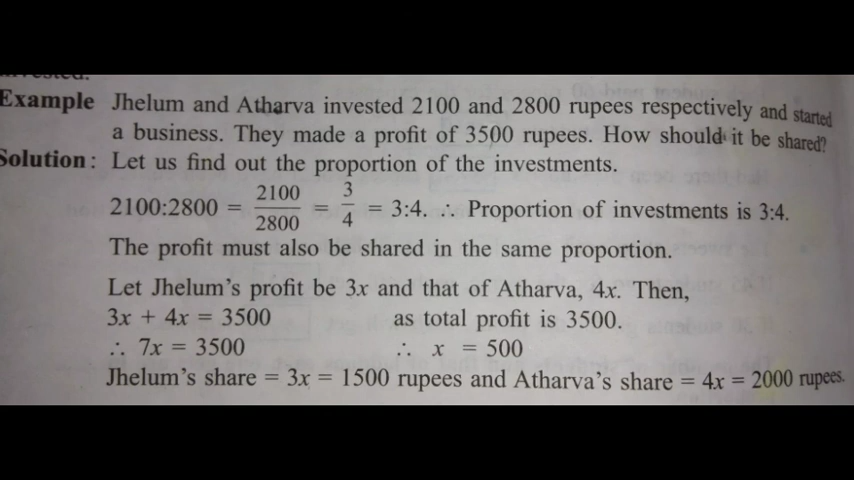 invested.
Example Jhelum and Atharva invested 2100 and 2800 rupees respectively and started
a business. They made a profit of 3500 rupees. How should it be shared?
Solution : Let us find out the proportion of the investments.
2100:2800 = 2100/2800 = 3/4 = 3:4. ∴ Proportion of investments is 3:4.
The profit must also be shared in the same proportion.
Let Jhelum's profit be 3x and that of Atharva, 4x. Then,
3x + 4x = 3500 as total profit is 3500.
∴ 7x = 3500 ∴ x = 500
Jhelum's share = 3x = 1500 rupees and Atharva's share = 4x = 2000 rupees.